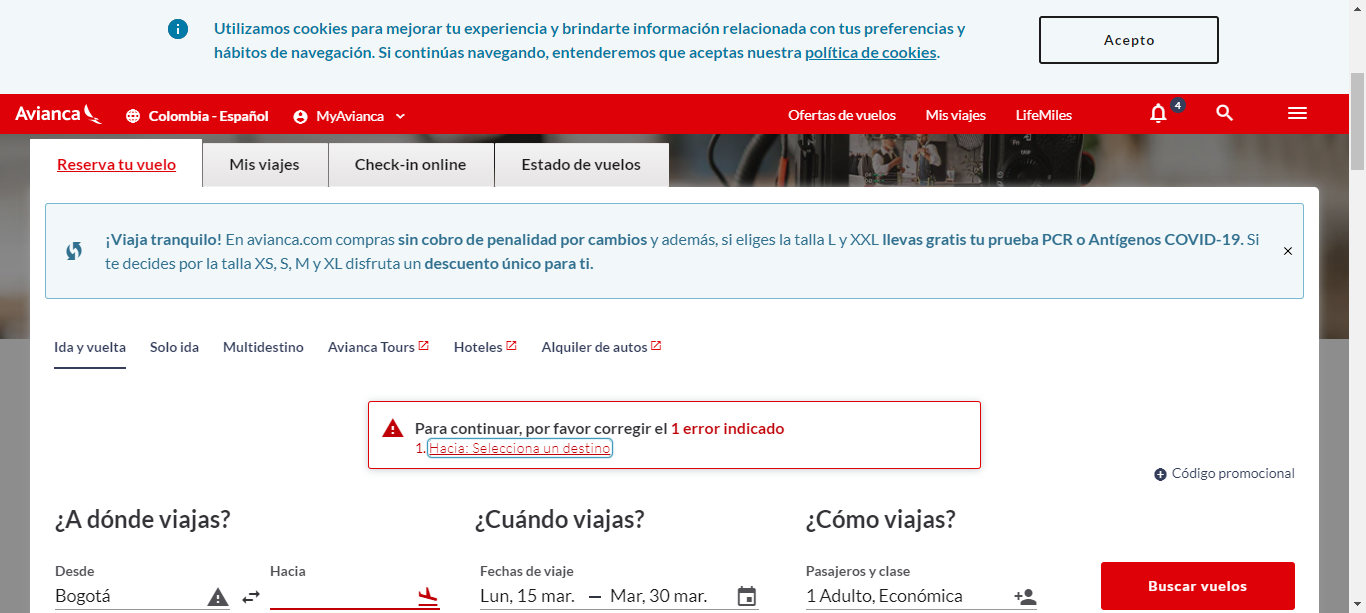 Utilizamos cookies para mejorar tu experiencia y brindarte información relacionada con tus preferencias y
hábitos de navegación. Si continúas navegando, entenderemos que aceptas nuestra política de cookies.
Acepto
Avianca
Colombia - Español
MyAvianca
Ofertas de vuelos
Mis viajes
LifeMiles
4
Reserva tu vuelo
Mis viajes
Check-in online
Estado de vuelos
¡Viaja tranquilo! En avianca.com compras sin cobro de penalidad por cambios y además, si eliges la talla L y XXL llevas gratis tu prueba PCR o Antígenos COVID-19. Si
te decides por la talla XS, S, M y XL disfruta un descuento único para ti.
Ida y vuelta
Solo ida
Multidestino
Avianca Tours
Hoteles
Alquiler de autos
Para continuar, por favor corregir el 1 error indicado
1. Hacia: Selecciona un destino
Código promocional
¿A dónde viajas?
¿Cuándo viajas?
¿Cómo viajas?
Desde
Bogotá
Hacia
Fechas de viaje
Lun, 15 mar. — Mar, 30 mar.
Pasajeros y clase
1 Adulto, Económica
Buscar vuelos